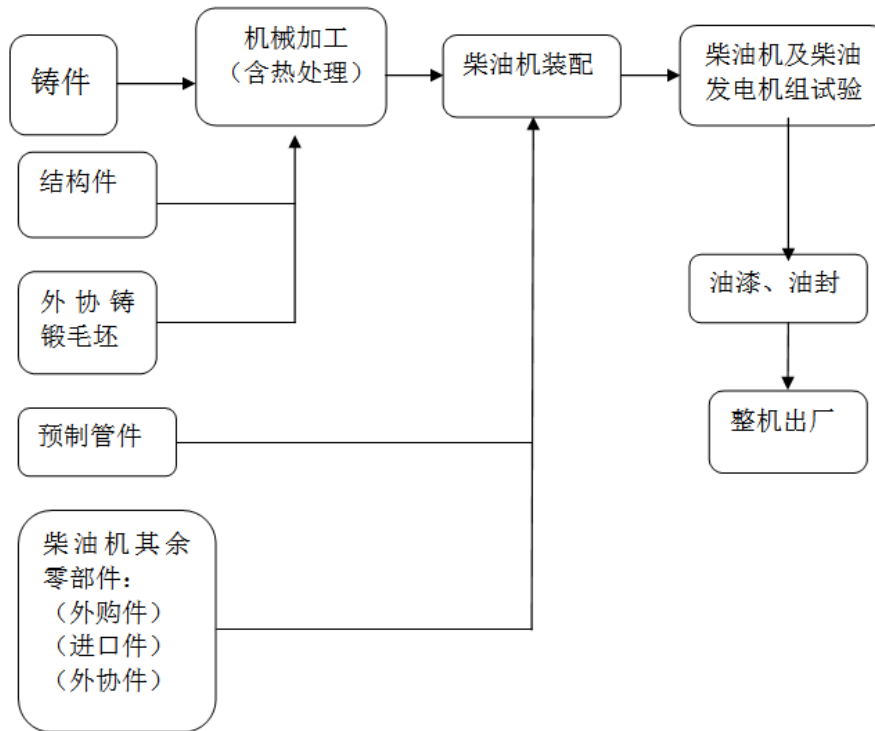 铸件
机械加工
（含热处理）
柴油机装配
柴油机及柴油
发电机组试验
结构件
外协铸
锻毛坯
油漆、油封
预制管件
整机出厂
柴油机其余
零部件：
（外购件）
（进口件）
（外协件）